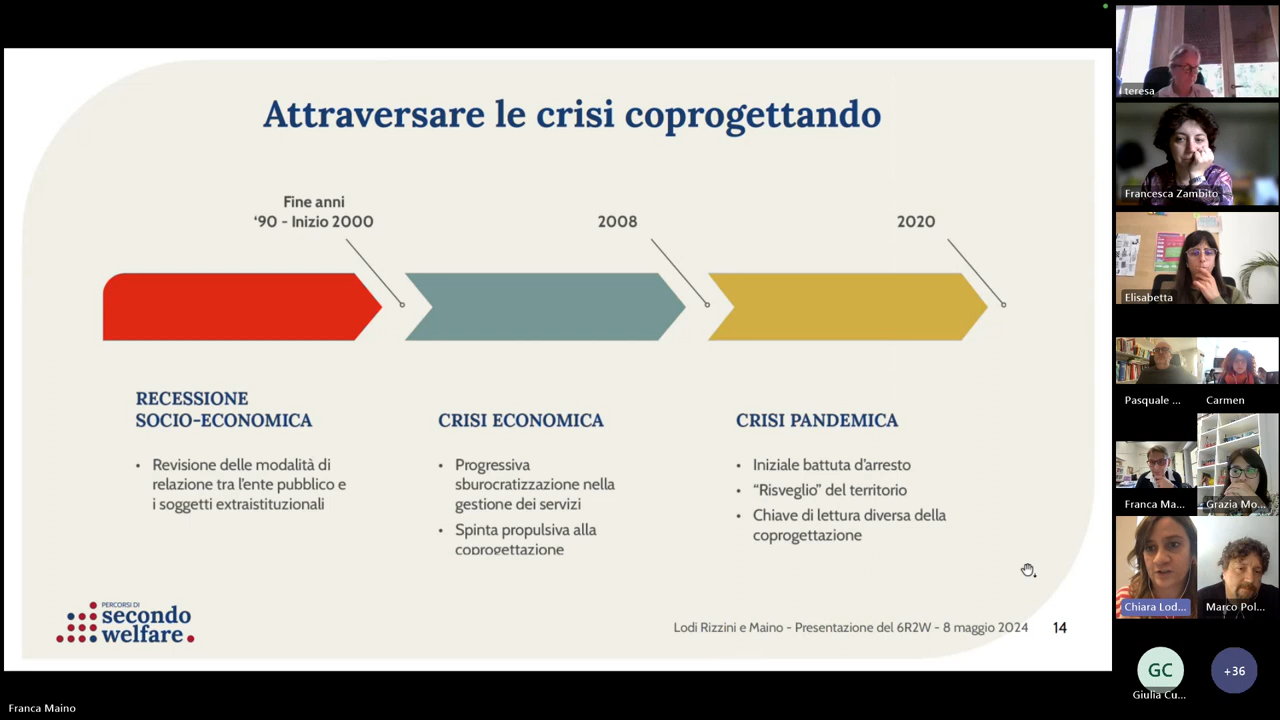 Attraversare le crisi coprogettando
Fine anni
‘90 - Inizio 2000
2008
2020
RECESSIONE
SOCIO-ECONOMICA
• Revisione delle modalità di
relazione tra l'ente pubblico e
i soggetti extraistituzionali
CRISI ECONOMICA
• Progressiva
sburocratizzazione nella
gestione dei servizi
• Spinta propulsiva alla
coprogettazione
CRISI PANDEMICA
• Iniziale battuta d'arresto
• “Risveglio” del territorio
• Chiave di lettura diversa della
coprogettazione
PERCORSI DI
secondo
welfare
Lodi Rizzini e Maino - Presentazione del 6R2W - 8 maggio 2024
14
Franca Maino
teresa
Francesca Zambito
Elisabetta
Pasquale ...
Carmen
Franca Ma...
Grazia Mo...
Chiara Lod...
Marco Pol...
GC
Giulia Cu...
+36